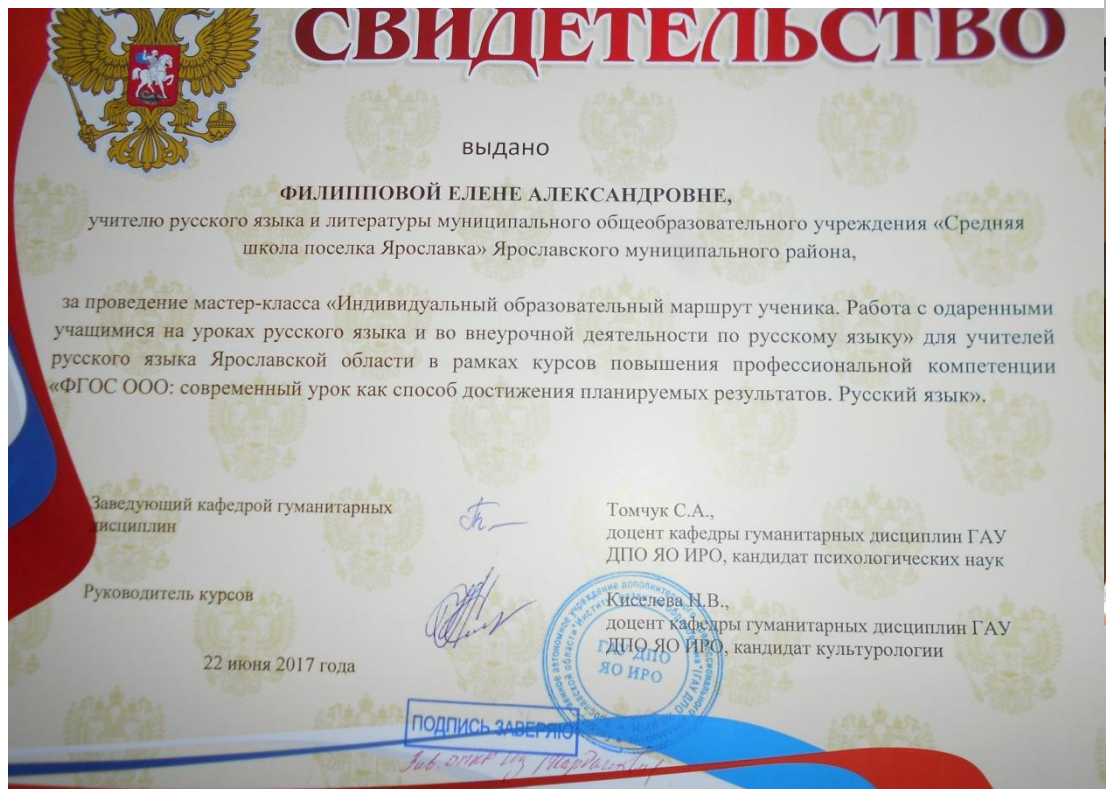 СВИДЕТЕЛЬСТВО
выдано
ФИЛИППОВОЙ ЕЛЕНЕ АЛЕКСАНДРОВНЕ,
учителю русского языка и литературы муниципального общеобразовательного учреждения «Средняя
школа поселка Ярославка» Ярославского муниципального района,
за проведение мастер-класса «Индивидуальный образовательный маршрут ученика. Работа с одаренными
учащимися на уроках русского языка и во внеурочной деятельности по русскому языку» для учителей
русского языка Ярославской области в рамках курсов повышения профессиональной компетенции
«ФГОС ООО: современный урок как способ достижения планируемых результатов. Русский язык».
Заведующий кафедрой гуманитарных
дисциплин
Томчук С.А.,
доцент кафедры гуманитарных дисциплин ГАУ
ДПО ЯО ИРО, кандидат психологических наук
Руководитель курсов
Киселева Н.В.,
доцент кафедры гуманитарных дисциплин ГАУ
ДПО ЯО ИРО, кандидат культурологии
22 июня 2017 года
ГАУ ДПО
ЯО ИРО
ПОДПИСЬ ЗАВЕРЯЮ